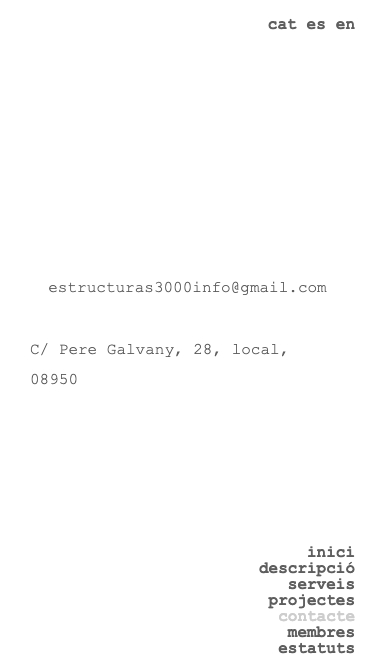 cat es en
estructuras3000info@gmail.com
C/ Pere Galvany, 28, local,
08950
inici
descripció
serveis
projectes
contacte
membres
estatuts